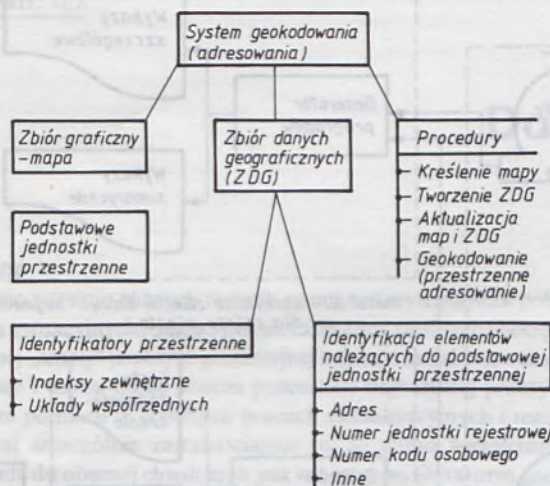 System geokodowania
(adresowania)
Zbiór graficzny
-mapa
Zbiór danych
geograficznych
(ZDG)
Procedury
Kreślenie mapy
Tworzenie ZDG
Aktualizacja
map i ZDG
Geokodowanie
(przestrzenne
adresowanie)
Podstawowe
jednostki
przestrzenne
Identyfikatory przestrzenne
Indeksy zewnętrzne
Układy współrzędnych
Identyfikacja elementów
należących do podstawowej
jednostki przestrzennej
Adres
Numer jednostki rejestrowej
Numer kodu osobowego
Inne